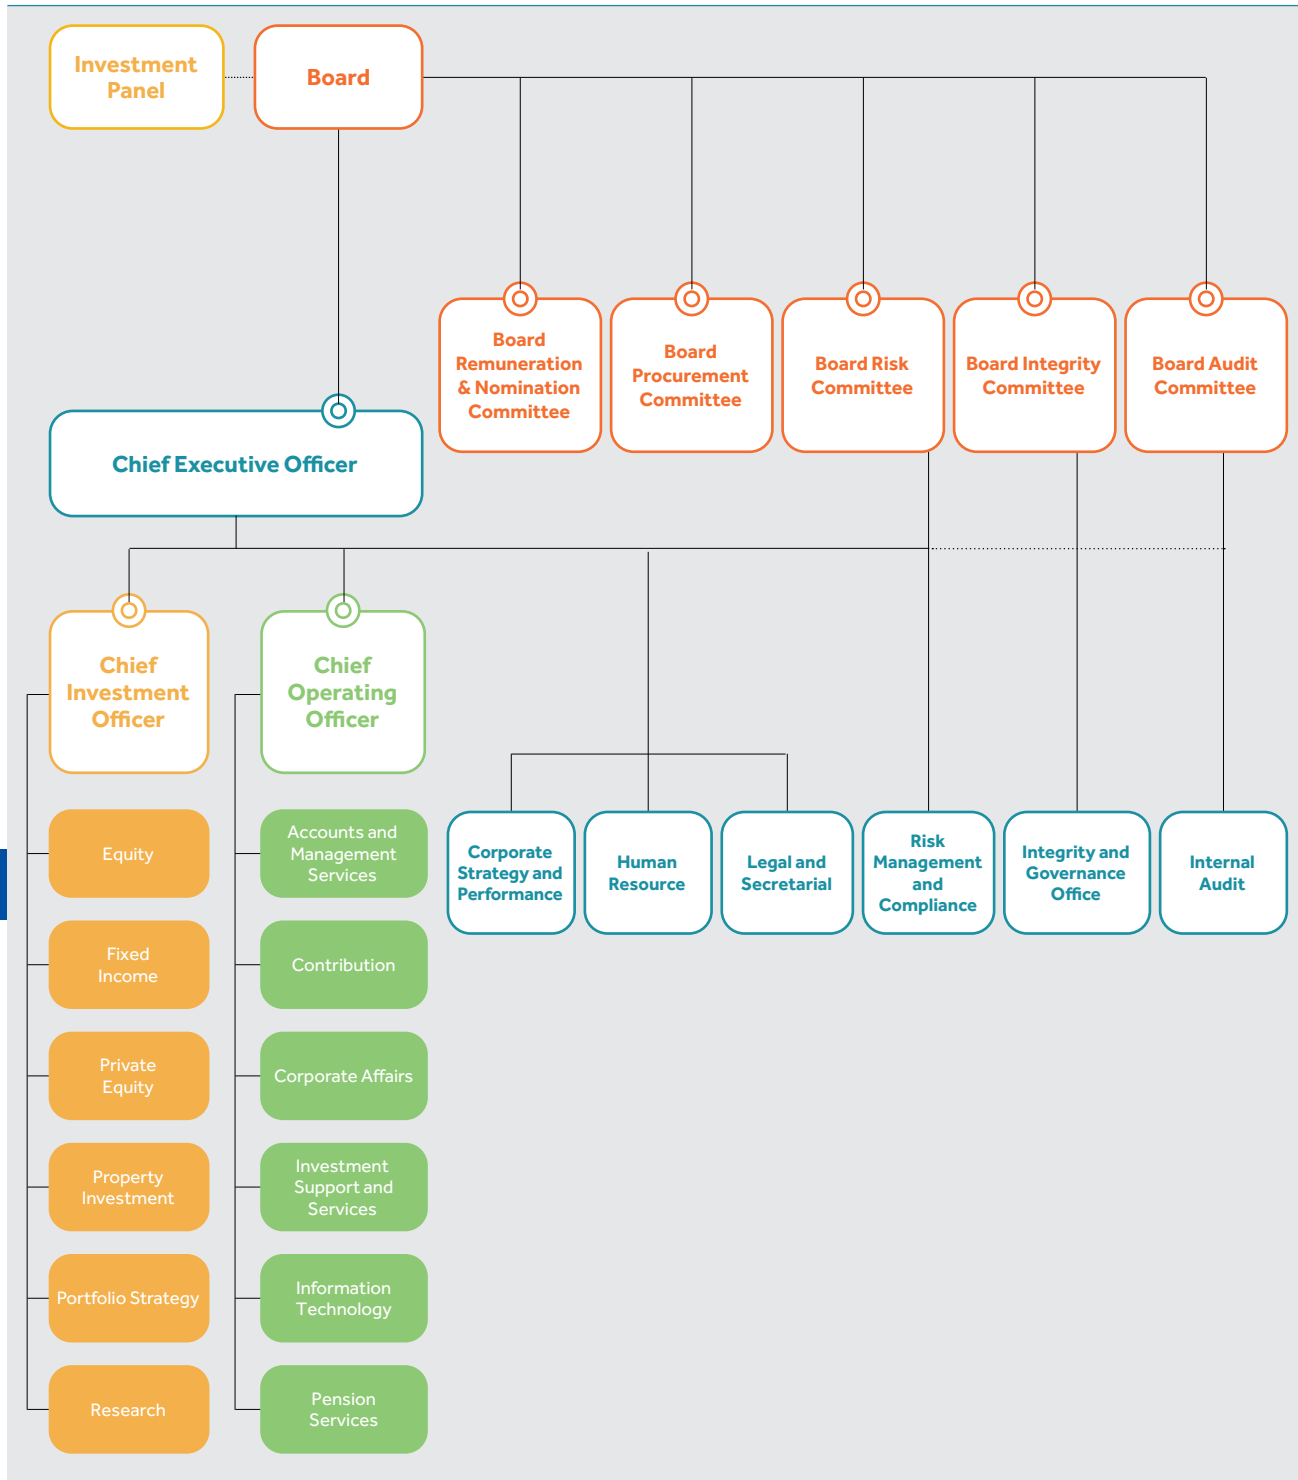 Investment
Panel
Board
Board
Remuneration
& Nomination
Committee
Board
Procurement
Committee
Board Risk
Committee
Board Integrity
Committee
Board Audit
Committee
Chief Executive Officer
Chief
Investment
Officer
Chief
Operating
Officer
Equity
Fixed
Income
Private
Equity
Property
Investment
Portfolio Strategy
Research
Accounts and
Management
Services
Contribution
Corporate Affairs
Investment
Support and
Services
Information
Technology
Pension
Services
Corporate
Strategy and
Performance
Human
Resource
Legal and
Secretarial
Risk
Management
and
Compliance
Integrity and
Governance
Office
Internal
Audit